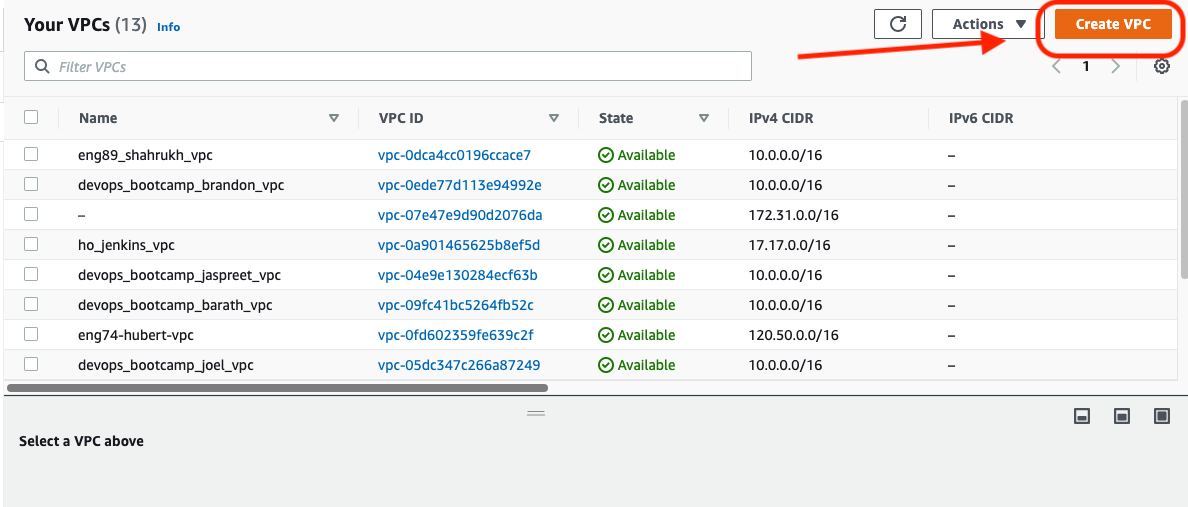 Your VPCs (13) Info Actions ▼ Create VPC
Filter VPCs 1
Name VPC ID State IPv4 CIDR IPv6 CIDR
eng89_shahrukh_vpc vpc-0dca4cc0196ccace7 Available 10.0.0.0/16 –
devops_bootcamp_brandon_vpc vpc-0ede77d113e94992e Available 10.0.0.0/16 –
– vpc-07e47e9d90d2076da Available 172.31.0.0/16 –
ho_jenkins_vpc vpc-0a901465625b8ef5d Available 17.17.0.0/16 –
devops_bootcamp_jaspreet_vpc vpc-04e9e130284ecf63b Available 10.0.0.0/16 –
devops_bootcamp_barath_vpc vpc-09fc41bc5264fb52c Available 10.0.0.0/16 –
eng74-hubert-vpc vpc-0fd602359fe639c2f Available 120.50.0.0/16 –
devops_bootcamp_joel_vpc vpc-05dc347c266a87249 Available 10.0.0.0/16 –
Select a VPC above